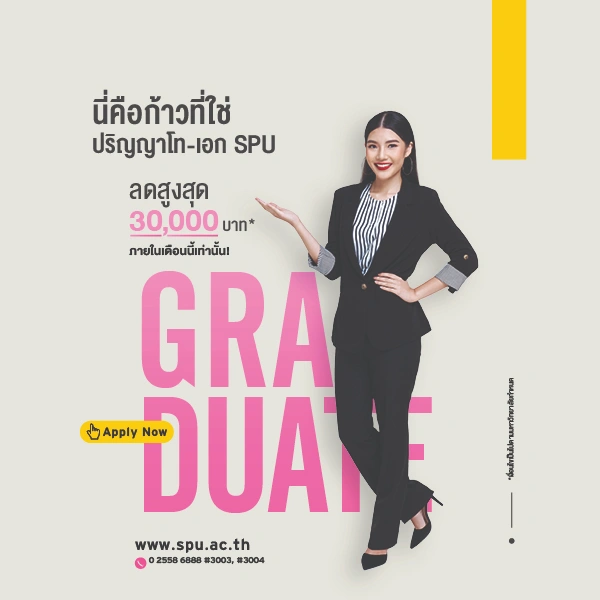 นี่คือก้าวที่ใช่
ปริญญาโท-เอก SPU
ลดสูงสุด
30,000 บาท*
ภายในเดือนนี้เท่านั้น!
GRA
DUATE
Apply Now
www.spu.ac.th
0 2558 6888 #3003, #3004
*เงื่อนไขเป็นไปตามมหาวิทยาลัยกำหนด